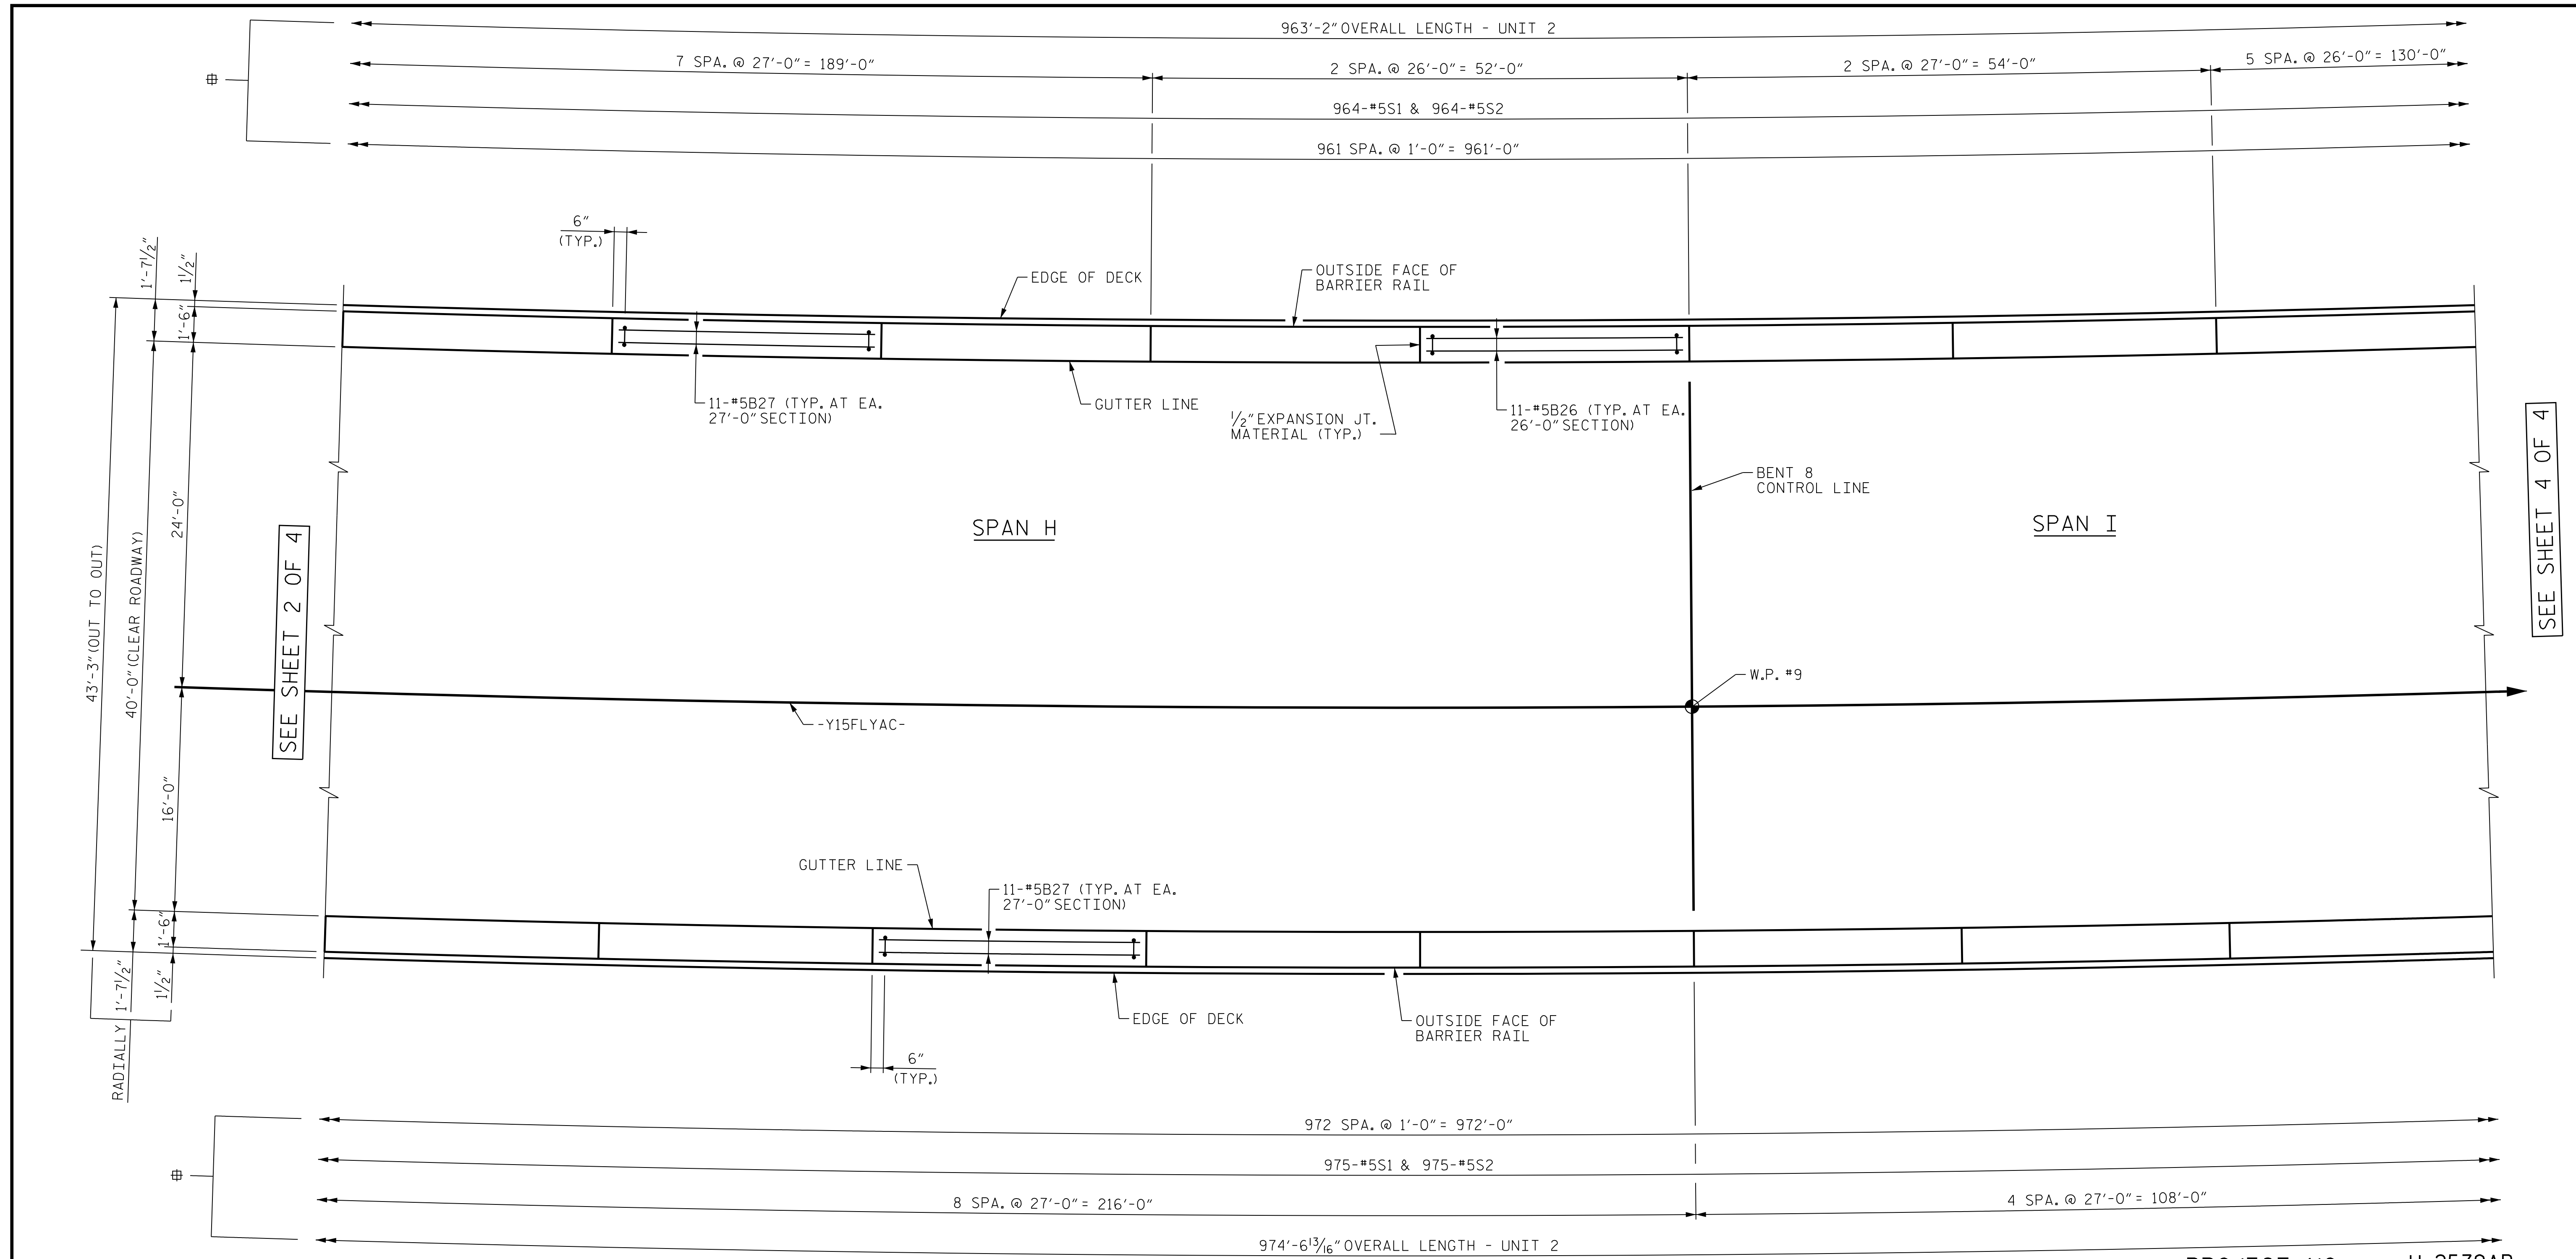 963'-2" OVERALL LENGTH - UNIT 2
7 SPA. @ 27'-0" = 189'-0"
2 SPA. @ 26'-0" = 52'-0"
2 SPA. @ 27'-0" = 54'-0"
5 SPA. @ 26'-0" = 130'-0"
964-#5S1 & 964-#5S2
961 SPA. @ 1'-0" = 961'-0"
6"
(TYP.)
1'-7½"
1½"
1'-6"
EDGE OF DECK
OUTSIDE FACE OF
BARRIER RAIL
11-#5B27 (TYP. AT EA.
27'-0" SECTION)
GUTTER LINE
½" EXPANSION JT.
MATERIAL (TYP.)
11-#5B26 (TYP. AT EA.
26'-0" SECTION)
BENT 8
CONTROL LINE
SPAN H
SPAN I
SEE SHEET 2 OF 4
SEE SHEET 4 OF 4
43'-3" (OUT TO OUT)
40'-0" (CLEAR ROADWAY)
24'-0"
16'-0"
W.P. #9
-Y15FLYAC-
GUTTER LINE
11-#5B27 (TYP. AT EA.
27'-0" SECTION)
1'-6"
1'-7½"
1½"
RADIALLY
EDGE OF DECK
OUTSIDE FACE OF
BARRIER RAIL
6"
(TYP.)
972 SPA. @ 1'-0" = 972'-0"
975-#5S1 & 975-#5S2
8 SPA. @ 27'-0" = 216'-0"
4 SPA. @ 27'-0" = 108'-0"
974'-6 13/16" OVERALL LENGTH - UNIT 2